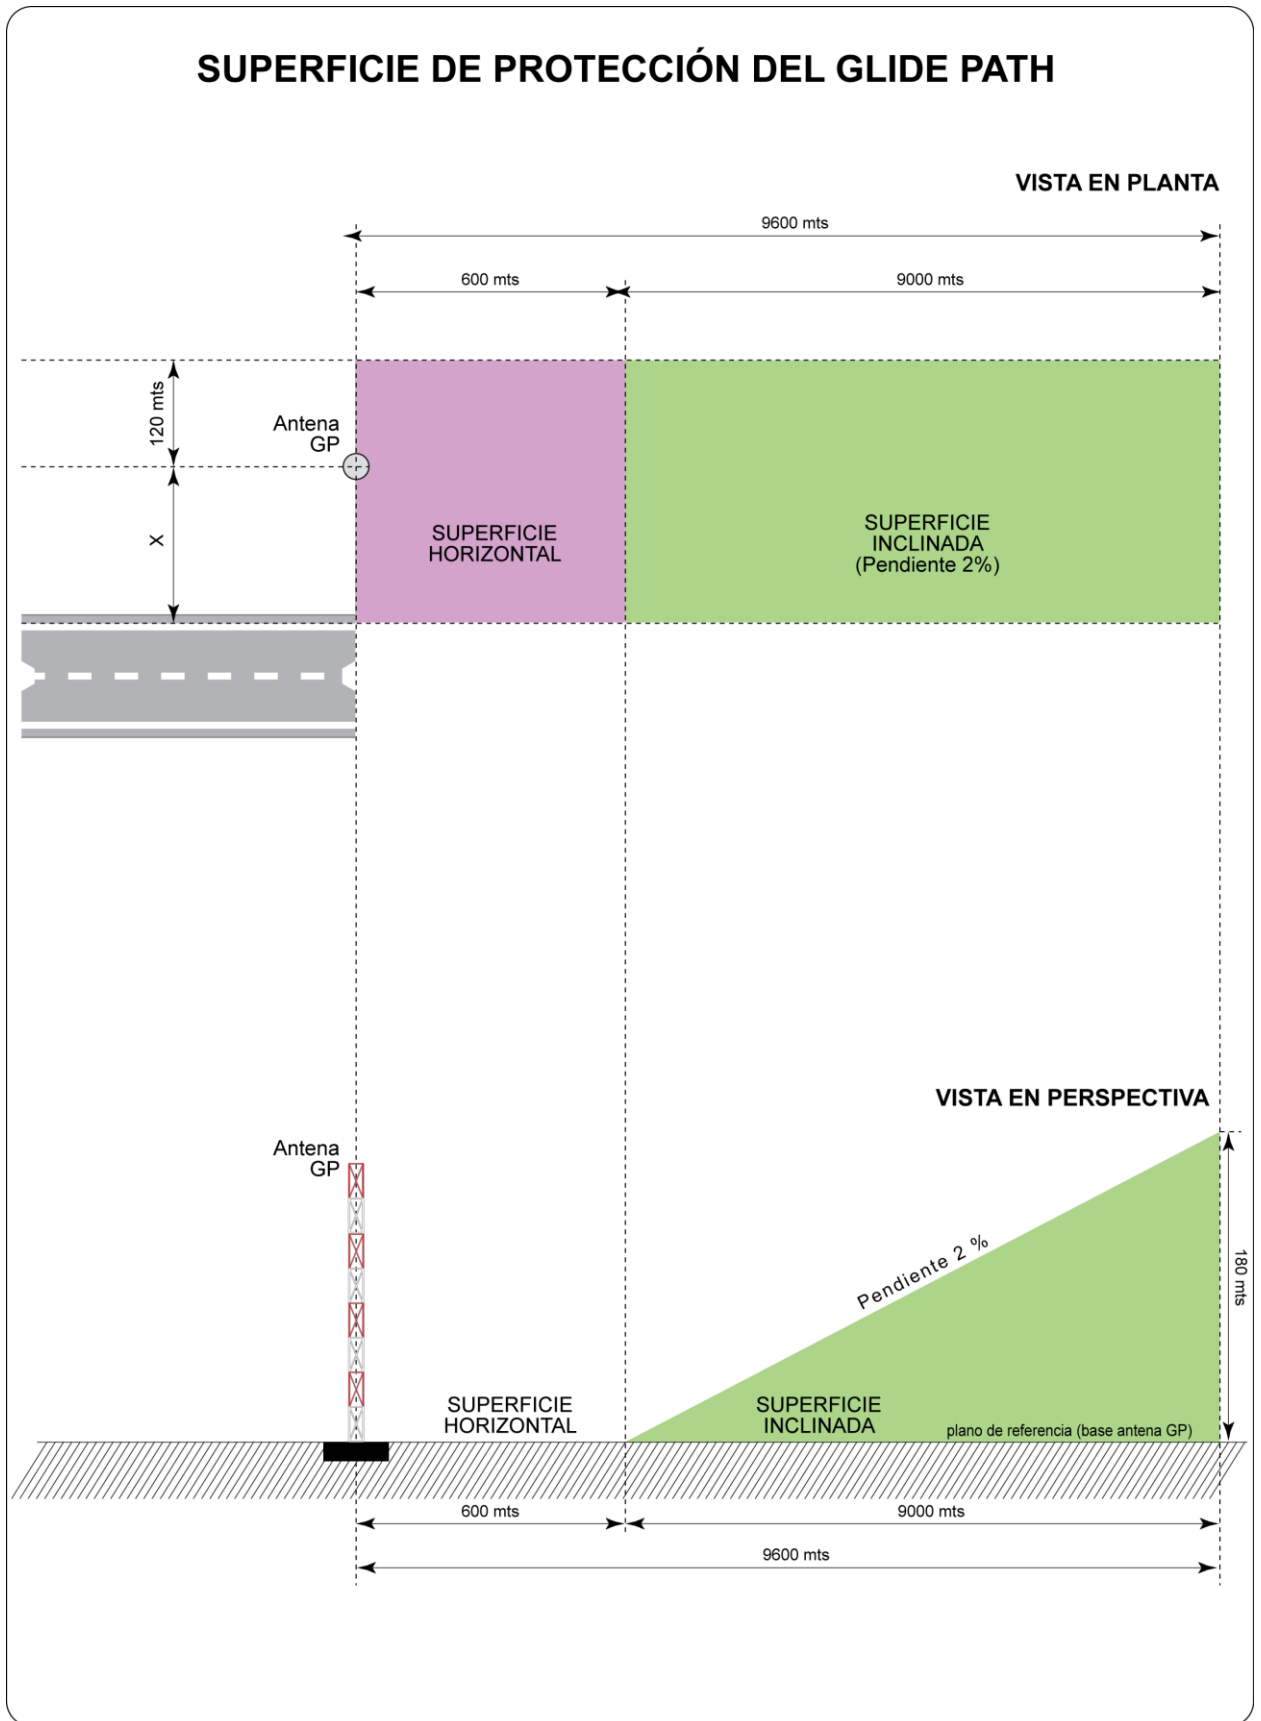 SUPERFICIE DE PROTECCIÓN DEL GLIDE PATH
VISTA EN PLANTA
9600 mts
600 mts
9000 mts
120 mts
Antena
GP
X
SUPERFICIE
HORIZONTAL
SUPERFICIE
INCLINADA
(Pendiente 2%)
VISTA EN PERSPECTIVA
Antena
GP
Pendiente 2 %
180 mts
SUPERFICIE
HORIZONTAL
SUPERFICIE
INCLINADA
plano de referencia (base antena GP)
600 mts
9000 mts
9600 mts